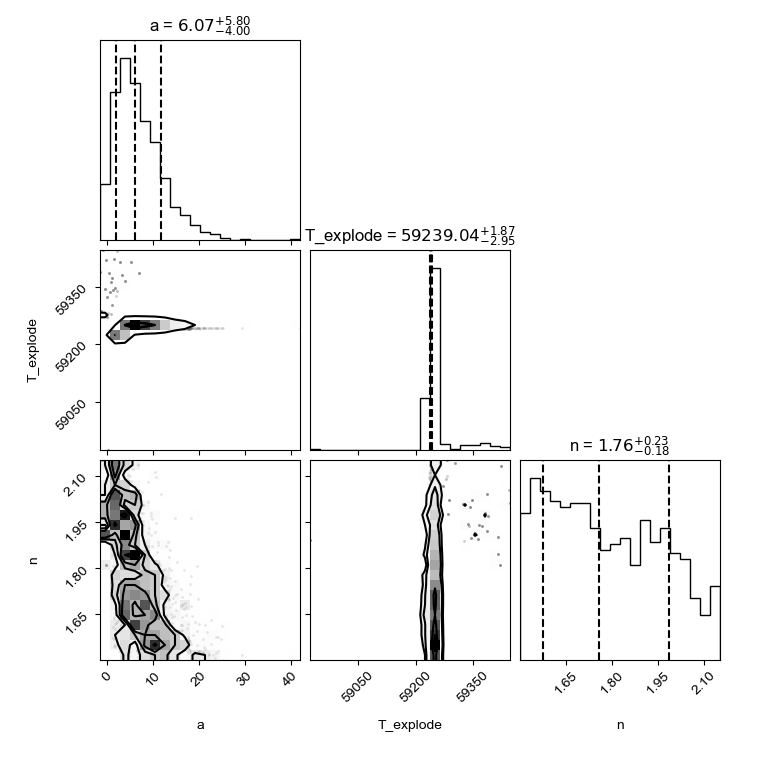 a = 6.07+5.80−4.00
T_explode = 59239.04+1.87−2.95
59350
59200
59050
T_explode
n = 1.76+0.23−0.18
2.10
1.95
1.80
1.65
n
0 10 20 30 40
59050 59200 59350
1.65 1.80 1.95 2.10
a T_explode n